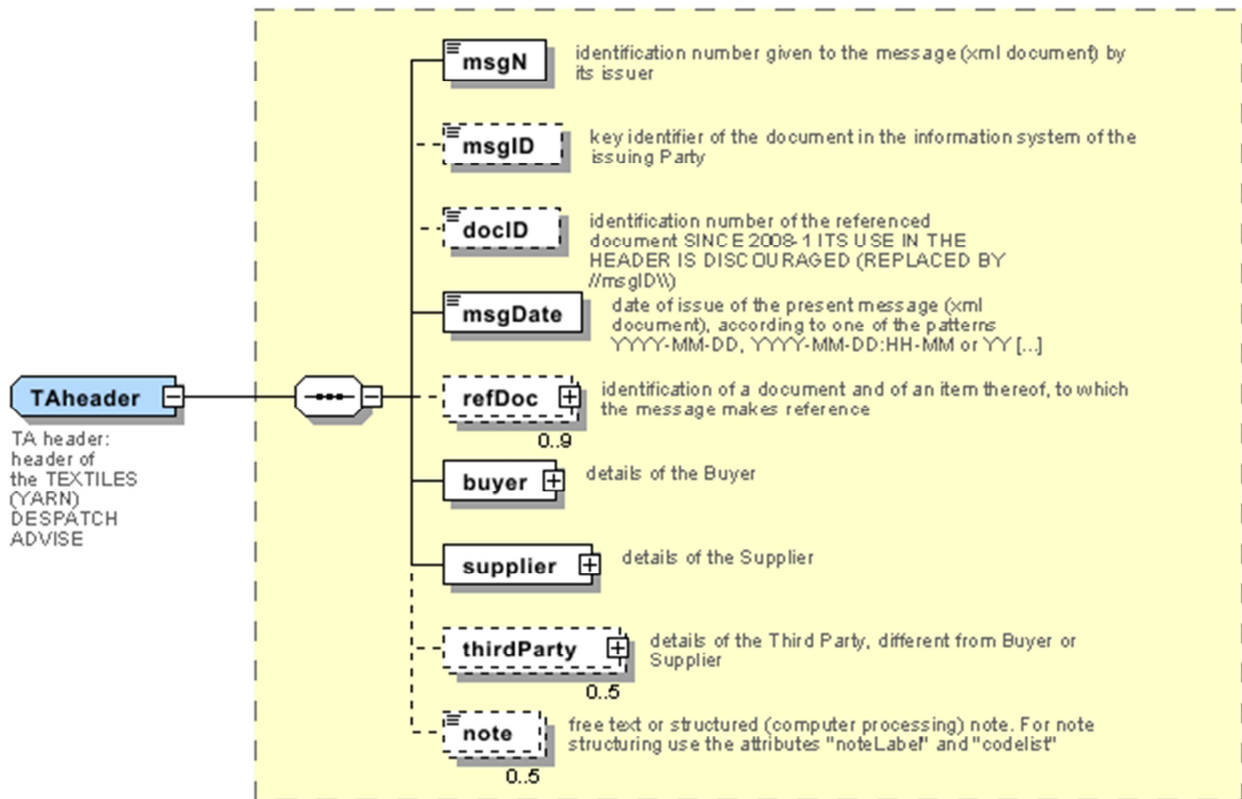 msgN
identification number given to the message (xml document) by
its issuer
msgID
key identifier of the document in the information system of the
issuing Party
docID
identification number of the referenced
document SINCE 2008-1 ITS USE IN THE
HEADER IS DISCOURAGED (REPLACED BY
//msgID\\)
msgDate
date of issue of the present message (xml
document), according to one of the patterns
YYYY-MM-DD, YYYY-MM-DD:HH-MM or YY [...]
TAheader
TA header:
header of
the TEXTILES
(YARN)
DESPATCH
ADVISE
refDoc
0..9
identification of a document and of an item thereof, to which
the message makes reference
buyer
details of the Buyer
supplier
details of the Supplier
thirdParty
0..5
details of the Third Party, different from Buyer or
Supplier
note
0..5
free text or structured (computer processing) note. For note
structuring use the attributes "noteLabel" and "codelist"